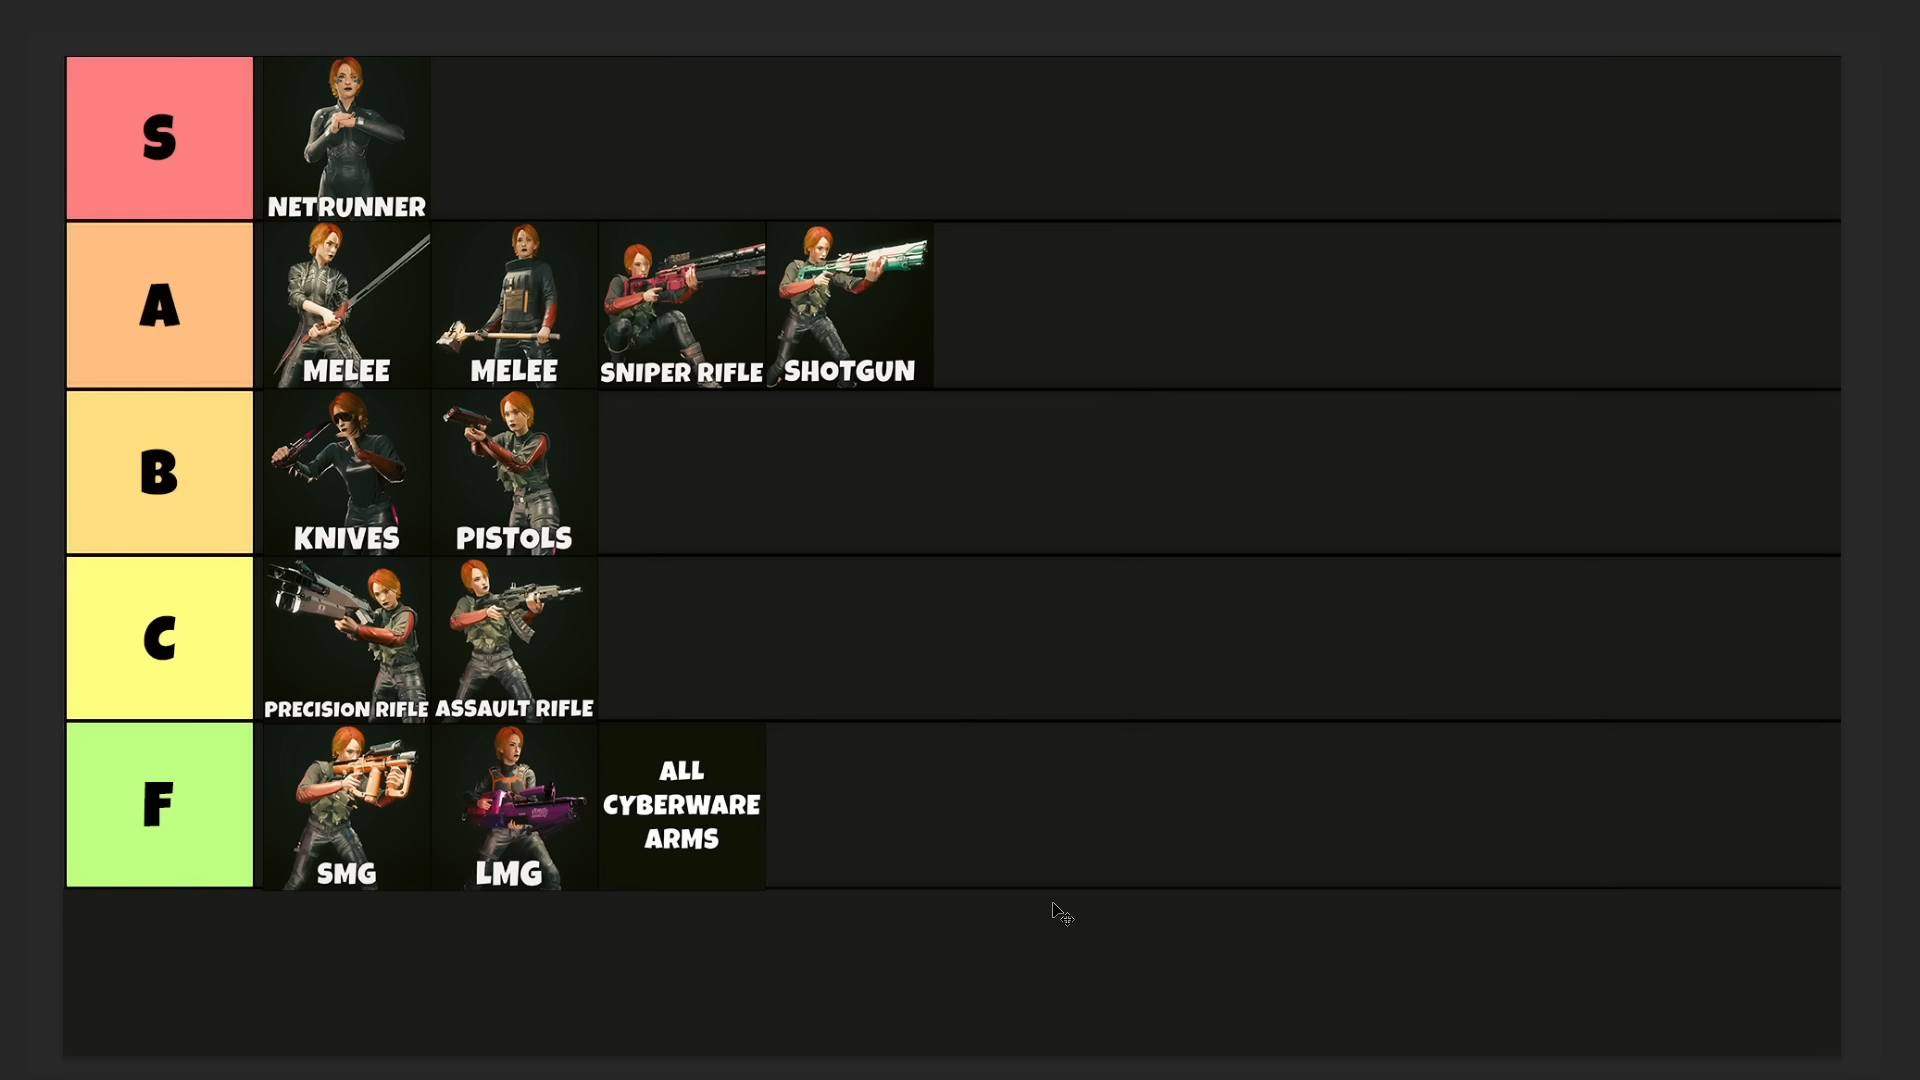 S
NETRUNNER
A
MELEE
MELEE
SNIPER RIFLE
SHOTGUN
B
KNIVES
PISTOLS
C
PRECISION RIFLE
ASSAULT RIFLE
F
SMG
LMG
ALL
CYBERWARE
ARMS